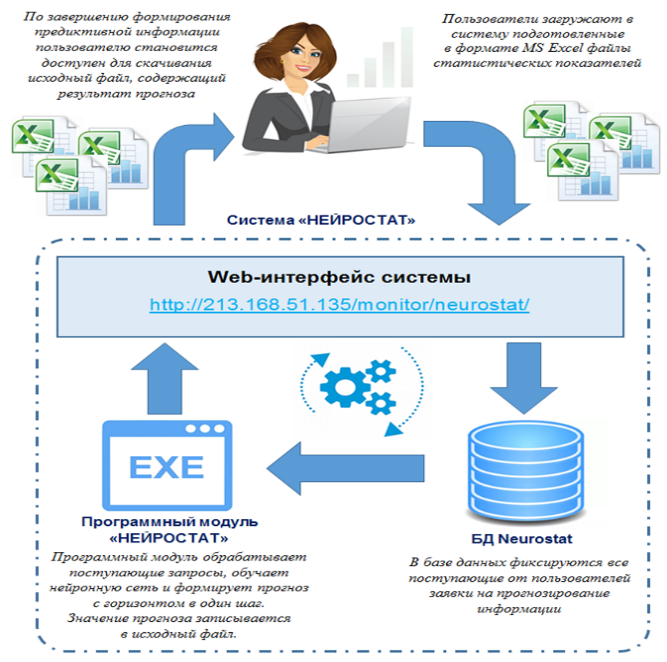 По завершению формирования
предиктивной информации
пользователю становится
доступен для скачивания
исходный файл, содержащий
результат прогноза
Пользователи загружают в
систему подготовленные
в формате MS Excel файлы
статистических показателей
Система «НЕЙРОСТАТ»
Web-интерфейс системы
http://213.168.51.135/monitor/neurostat/
EXE
Программный модуль
«НЕЙРОСТАТ»
Программный модуль обрабатывает
поступающие запросы, обучает
нейронную сеть и формирует прогноз
с горизонтом в один шаг.
Значение прогноза записывается
в исходный файл.
БД Neurostat
В базе данных фиксируются все
поступающие от пользователей
заявки на прогнозирование
информации